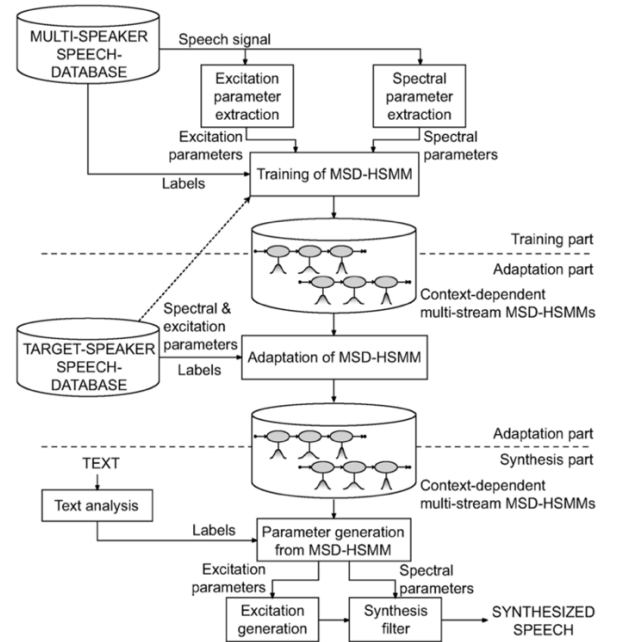 MULTI-SPEAKER
SPEECH-
DATABASE
Speech signal
Excitation
parameter
extraction
Spectral
parameter
extraction
Excitation
parameters
Spectral
parameters
Labels
Training of MSD-HSMM
Training part
Adaptation part
Context-dependent
multi-stream MSD-HSMMs
Spectral &
excitation
parameters
Labels
TARGET-SPEAKER
SPEECH-
DATABASE
Adaptation of MSD-HSMM
Adaptation part
Synthesis part
Context-dependent
multi-stream MSD-HSMMs
TEXT
Text analysis
Labels
Parameter generation
from MSD-HSMM
Excitation
parameters
Spectral
parameters
Excitation
generation
Synthesis
filter
SYNTHESIZED
SPEECH